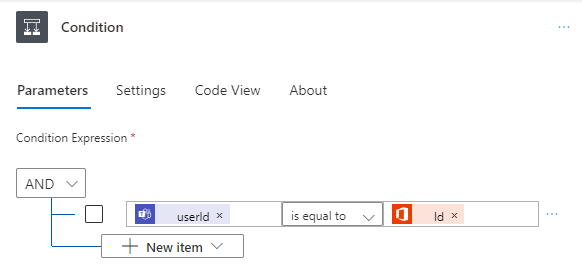 Condition
Parameters Settings Code View About
Condition Expression *
AND
userId × is equal to Id ×
New item